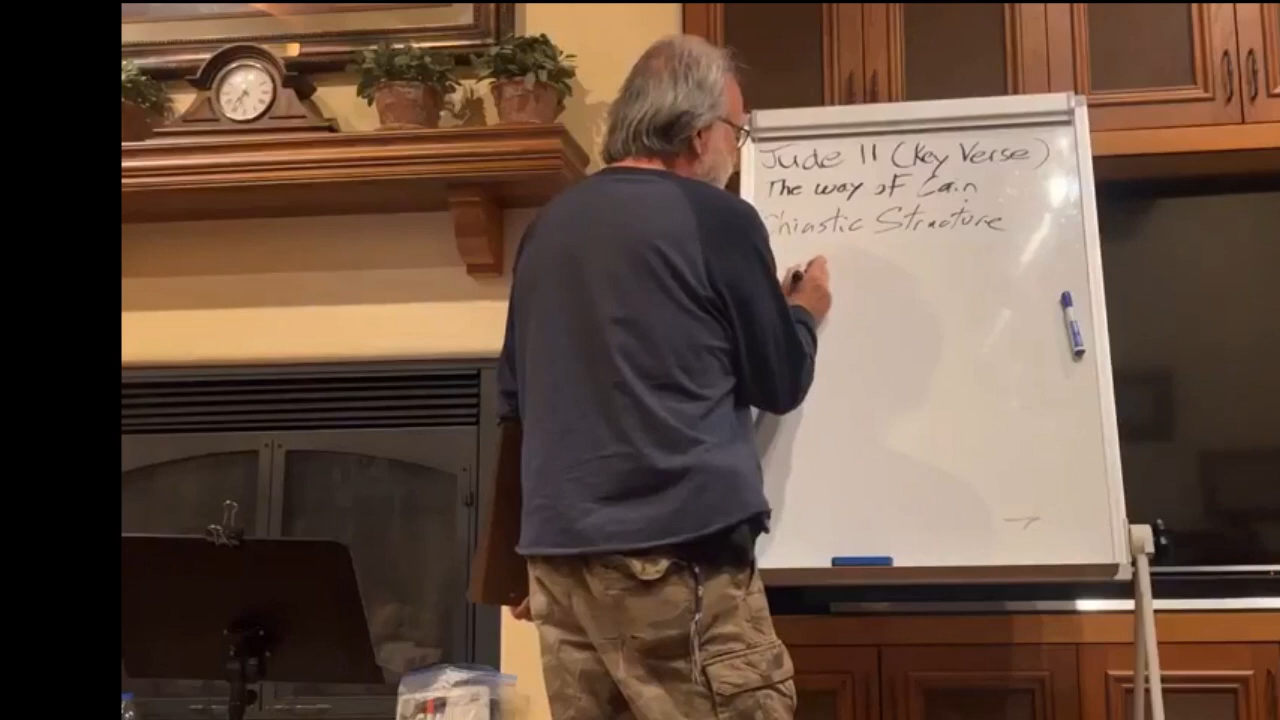 Jude 11 (Key Verse)
The way of Cain
Chiastic Structure